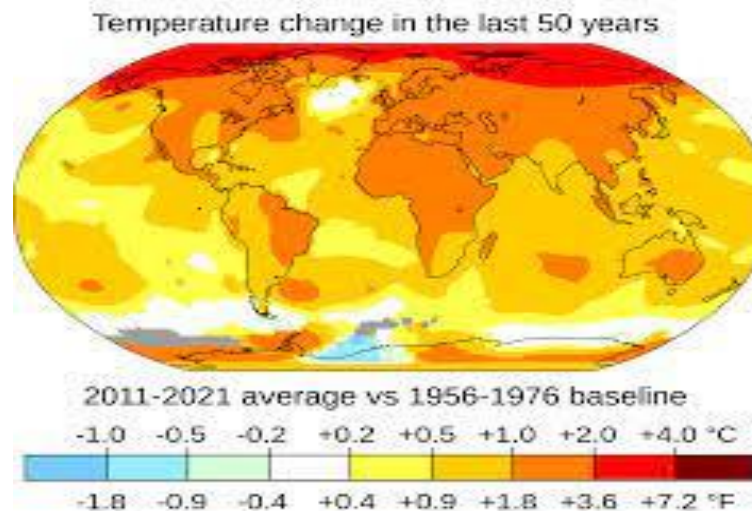 Temperature change in the last 50 years
2011-2021 average vs 1956-1976 baseline
-1.0 -0.5 -0.2 +0.2 +0.5 +1.0 +2.0 +4.0 °C
-1.8 -0.9 -0.4 +0.4 +0.9 +1.8 +3.6 +7.2 °F